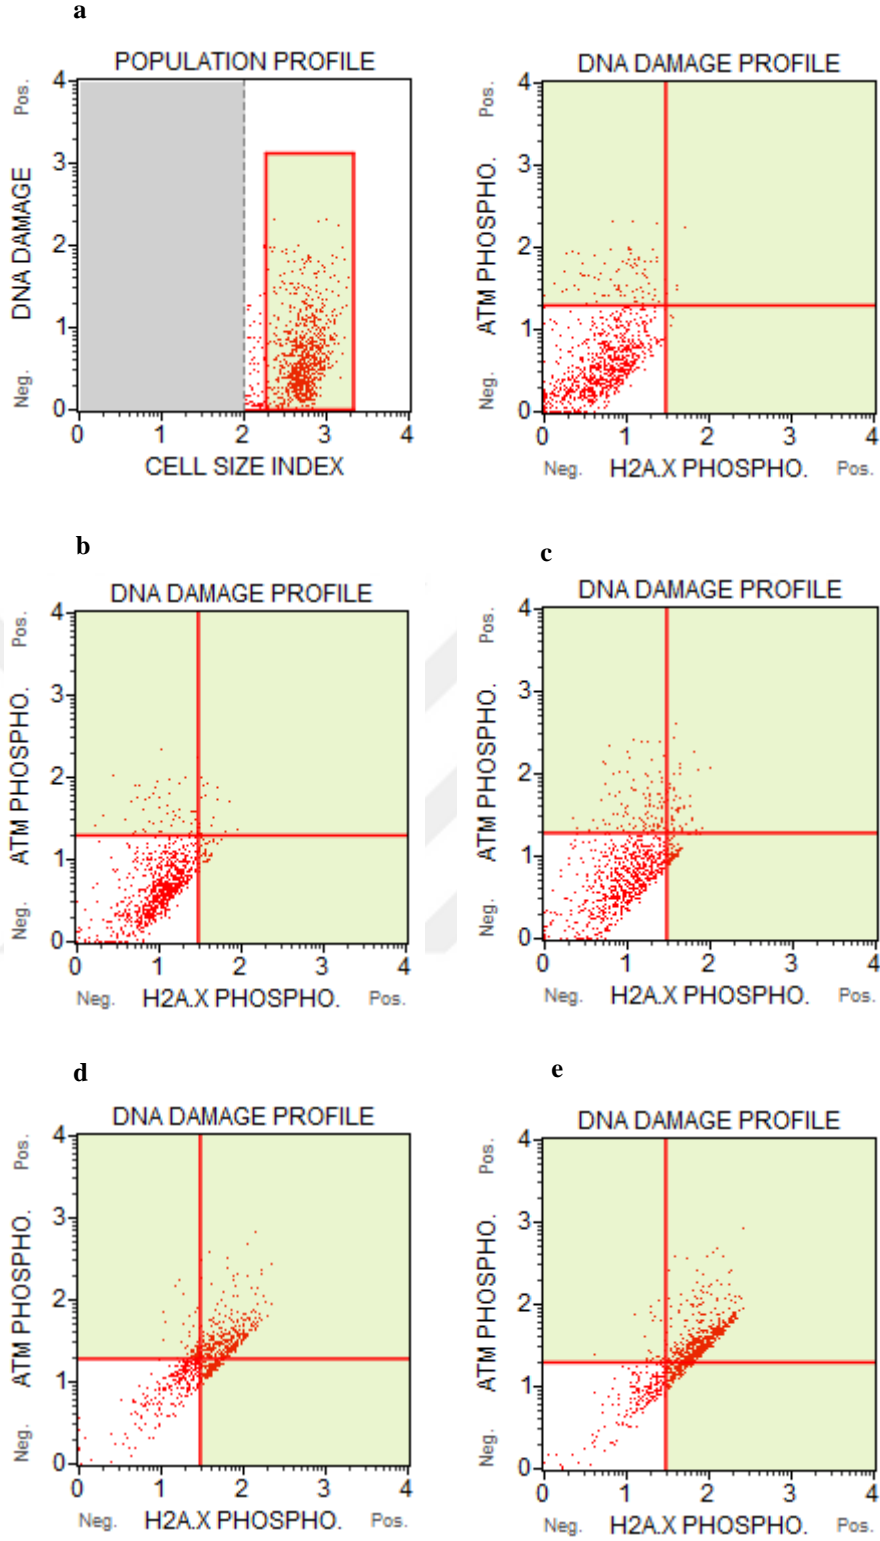 a
POPULATION PROFILE
DNA DAMAGE
Neg. Pos.
4
3
2
1
0
0 1 2 3 4
CELL SIZE INDEX
DNA DAMAGE PROFILE
ATM PHOSPHO.
Neg. Pos.
4
3
2
1
0
0 1 2 3 4
Neg. H2A.X PHOSPHO. Pos.
b
DNA DAMAGE PROFILE
ATM PHOSPHO.
Neg. Pos.
4
3
2
1
0
0 1 2 3 4
Neg. H2A.X PHOSPHO. Pos.
c
DNA DAMAGE PROFILE
ATM PHOSPHO.
Neg. Pos.
4
3
2
1
0
0 1 2 3 4
Neg. H2A.X PHOSPHO. Pos.
d
DNA DAMAGE PROFILE
ATM PHOSPHO.
Neg. Pos.
4
3
2
1
0
0 1 2 3 4
Neg. H2A.X PHOSPHO. Pos.
e
DNA DAMAGE PROFILE
ATM PHOSPHO.
Neg. Pos.
4
3
2
1
0
0 1 2 3 4
Neg. H2A.X PHOSPHO. Pos.